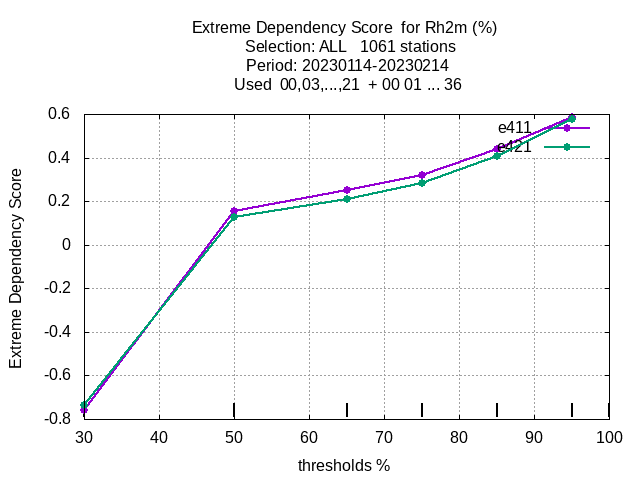 Extreme Dependency Score  for Rh2m (%)
Selection: ALL   1061 stations
Period: 20230114-20230214
Used  00,03,...,21  + 00 01 ... 36
Extreme Dependency Score
0.6
0.4
0.2
0
-0.2
-0.4
-0.6
-0.8
e411
e421
30 40 50 60 70 80 90 100
thresholds %